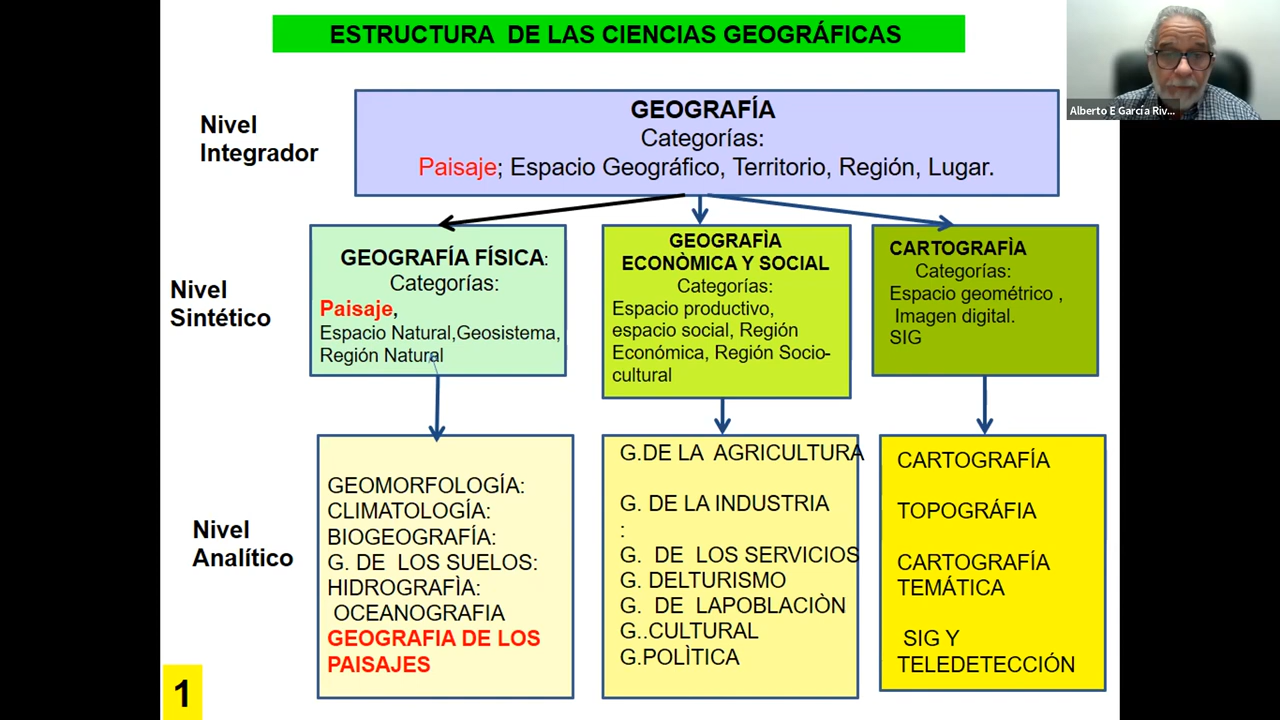 ESTRUCTURA DE LAS CIENCIAS GEOGRÁFICAS
Alberto E García Riv...
Nivel
Integrador
GEOGRAFÍA
Categorías:
Paisaje; Espacio Geográfico, Territorio, Región, Lugar.
Nivel
Sintético
GEOGRAFÍA FÍSICA:
Categorías:
Paisaje,
Espacio Natural,Geosistema,
Región Natural
GEOGRAFÌA
ECONÒMICA Y SOCIAL
Categorías:
Espacio productivo,
espacio social, Región
Económica, Región Socio-
cultural
CARTOGRAFÌA
Categorías:
Espacio geométrico ,
Imagen digital.
SIG
Nivel
Analítico
GEOMORFOLOGÍA:
CLIMATOLOGÍA:
BIOGEOGRAFÍA:
G. DE LOS SUELOS:
HIDROGRAFÌA:
OCEANOGRAFIA
GEOGRAFIA DE LOS
PAISAJES
G.DE LA AGRICULTURA
G. DE LA INDUSTRIA
:
G. DE LOS SERVICIOS
G. DELTURISMO
G. DE LAPOBLACIÒN
G..CULTURAL
G.POLÌTICA
CARTOGRAFÍA
TOPOGRÁFIA
CARTOGRAFÍA
TEMÁTICA
SIG Y
TELEDETECCIÓN
1